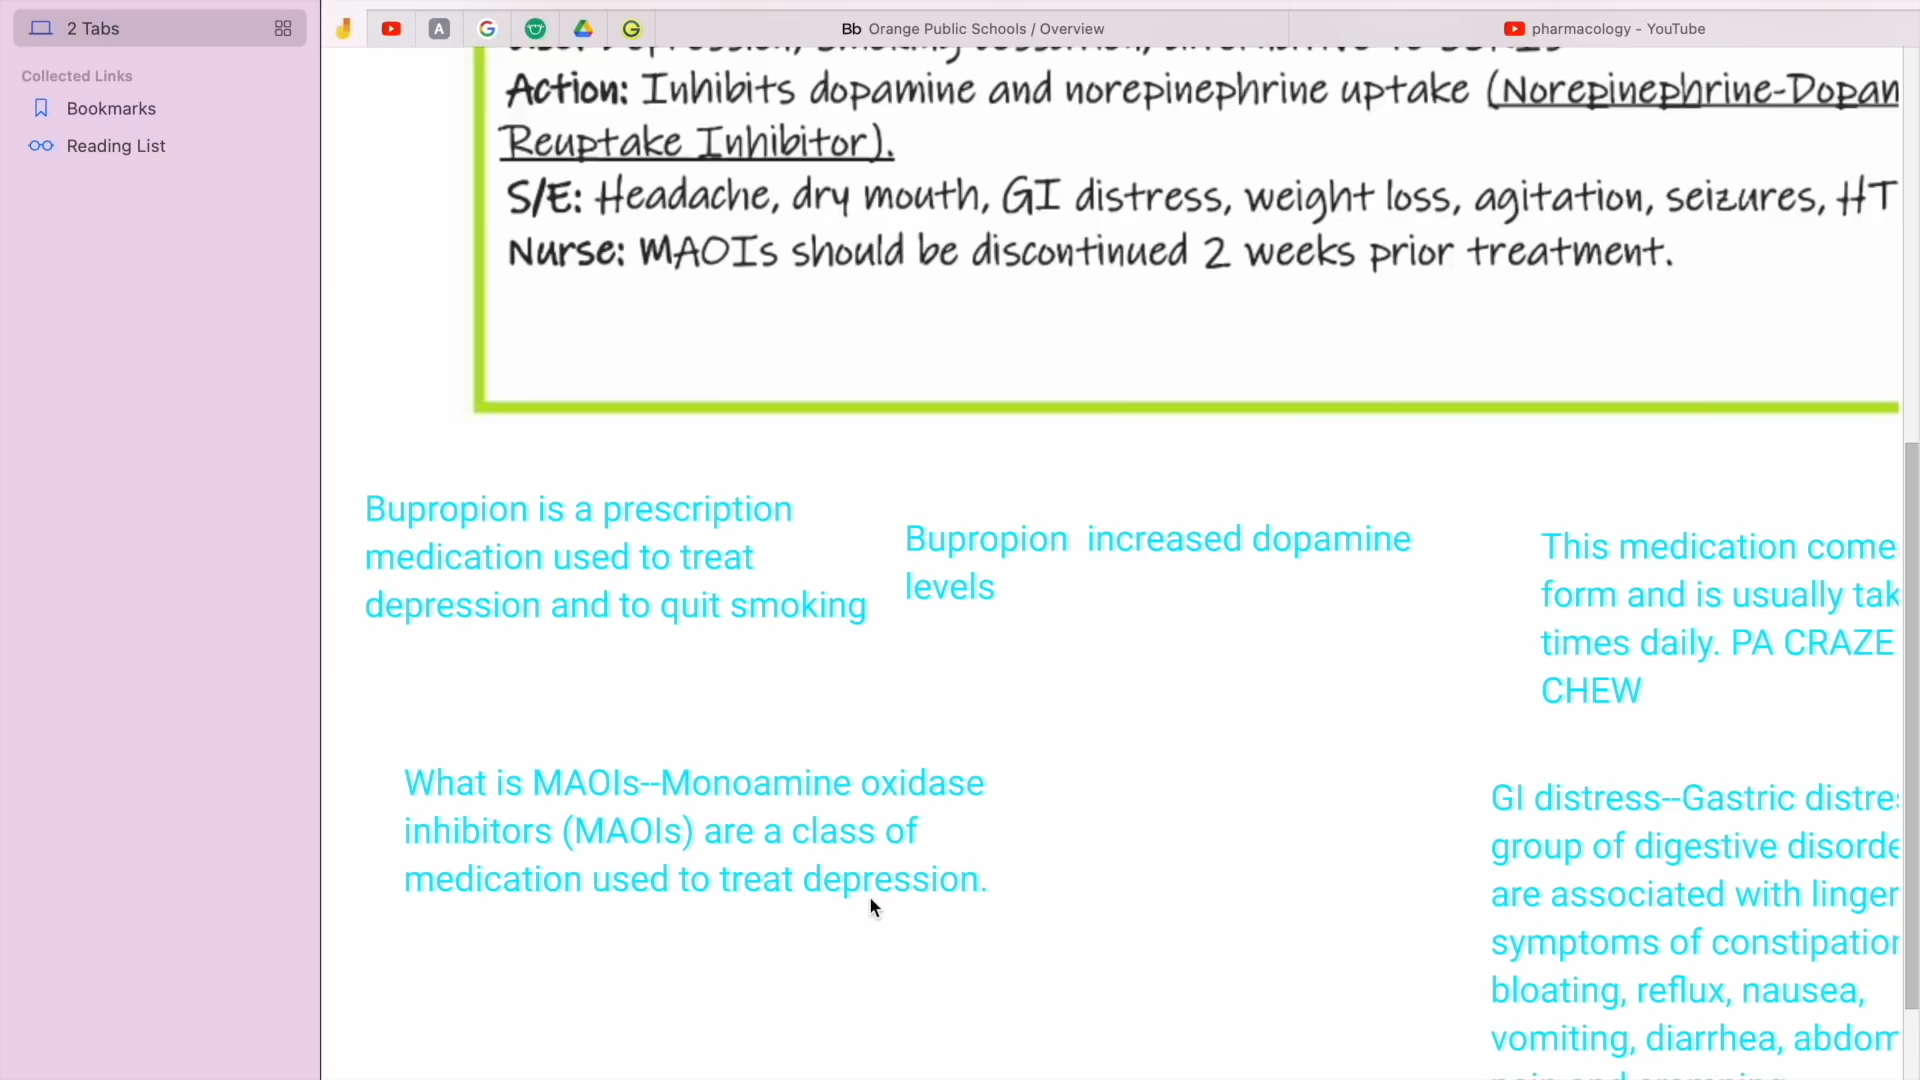 2 Tabs
Collected Links
Bookmarks
Reading List
A
G
G
Bb Orange Public Schools / Overview
pharmacology - YouTube
Action: Inhibits dopamine and norepinephrine uptake (Norepinephrine-Dopan
Reuptake Inhibitor).
S/E: Headache, dry mouth, GI distress, weight loss, agitation, seizures, HT
Nurse: MAOIs should be discontinued 2 weeks prior treatment.
Bupropion is a prescription
medication used to treat
depression and to quit smoking
Bupropion increased dopamine
levels
This medication come
form and is usually tak
times daily. PA CRAZE
CHEW
What is MAOIs--Monoamine oxidase
inhibitors (MAOIs) are a class of
medication used to treat depression.
GI distress--Gastric distre
group of digestive disorde
are associated with linger
symptoms of constipation
bloating, reflux, nausea,
vomiting, diarrhea, abdom